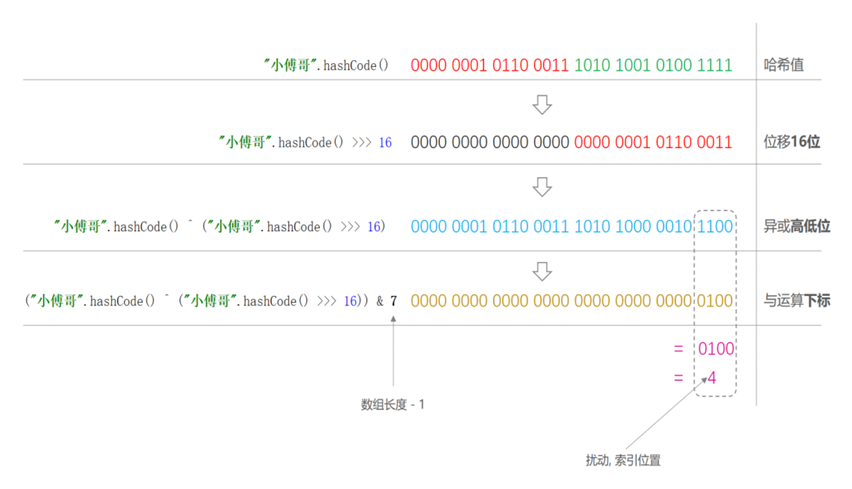 "小傅哥".hashCode() 0000 0001 0110 0011 1010 1001 0100 1111 哈希值
"小傅哥".hashCode() >>> 16 0000 0000 0000 0000 0000 0001 0110 0011 位移16位
"小傅哥".hashCode() ^ ("小傅哥".hashCode() >>> 16) 0000 0001 0110 0011 1010 1000 0010 1100 异或高低位
("小傅哥".hashCode() ^ ("小傅哥".hashCode() >>> 16)) & 7 0000 0000 0000 0000 0000 0000 0000 0100 与运算下标
= 0100
= 4
数组长度 - 1
扰动, 索引位置